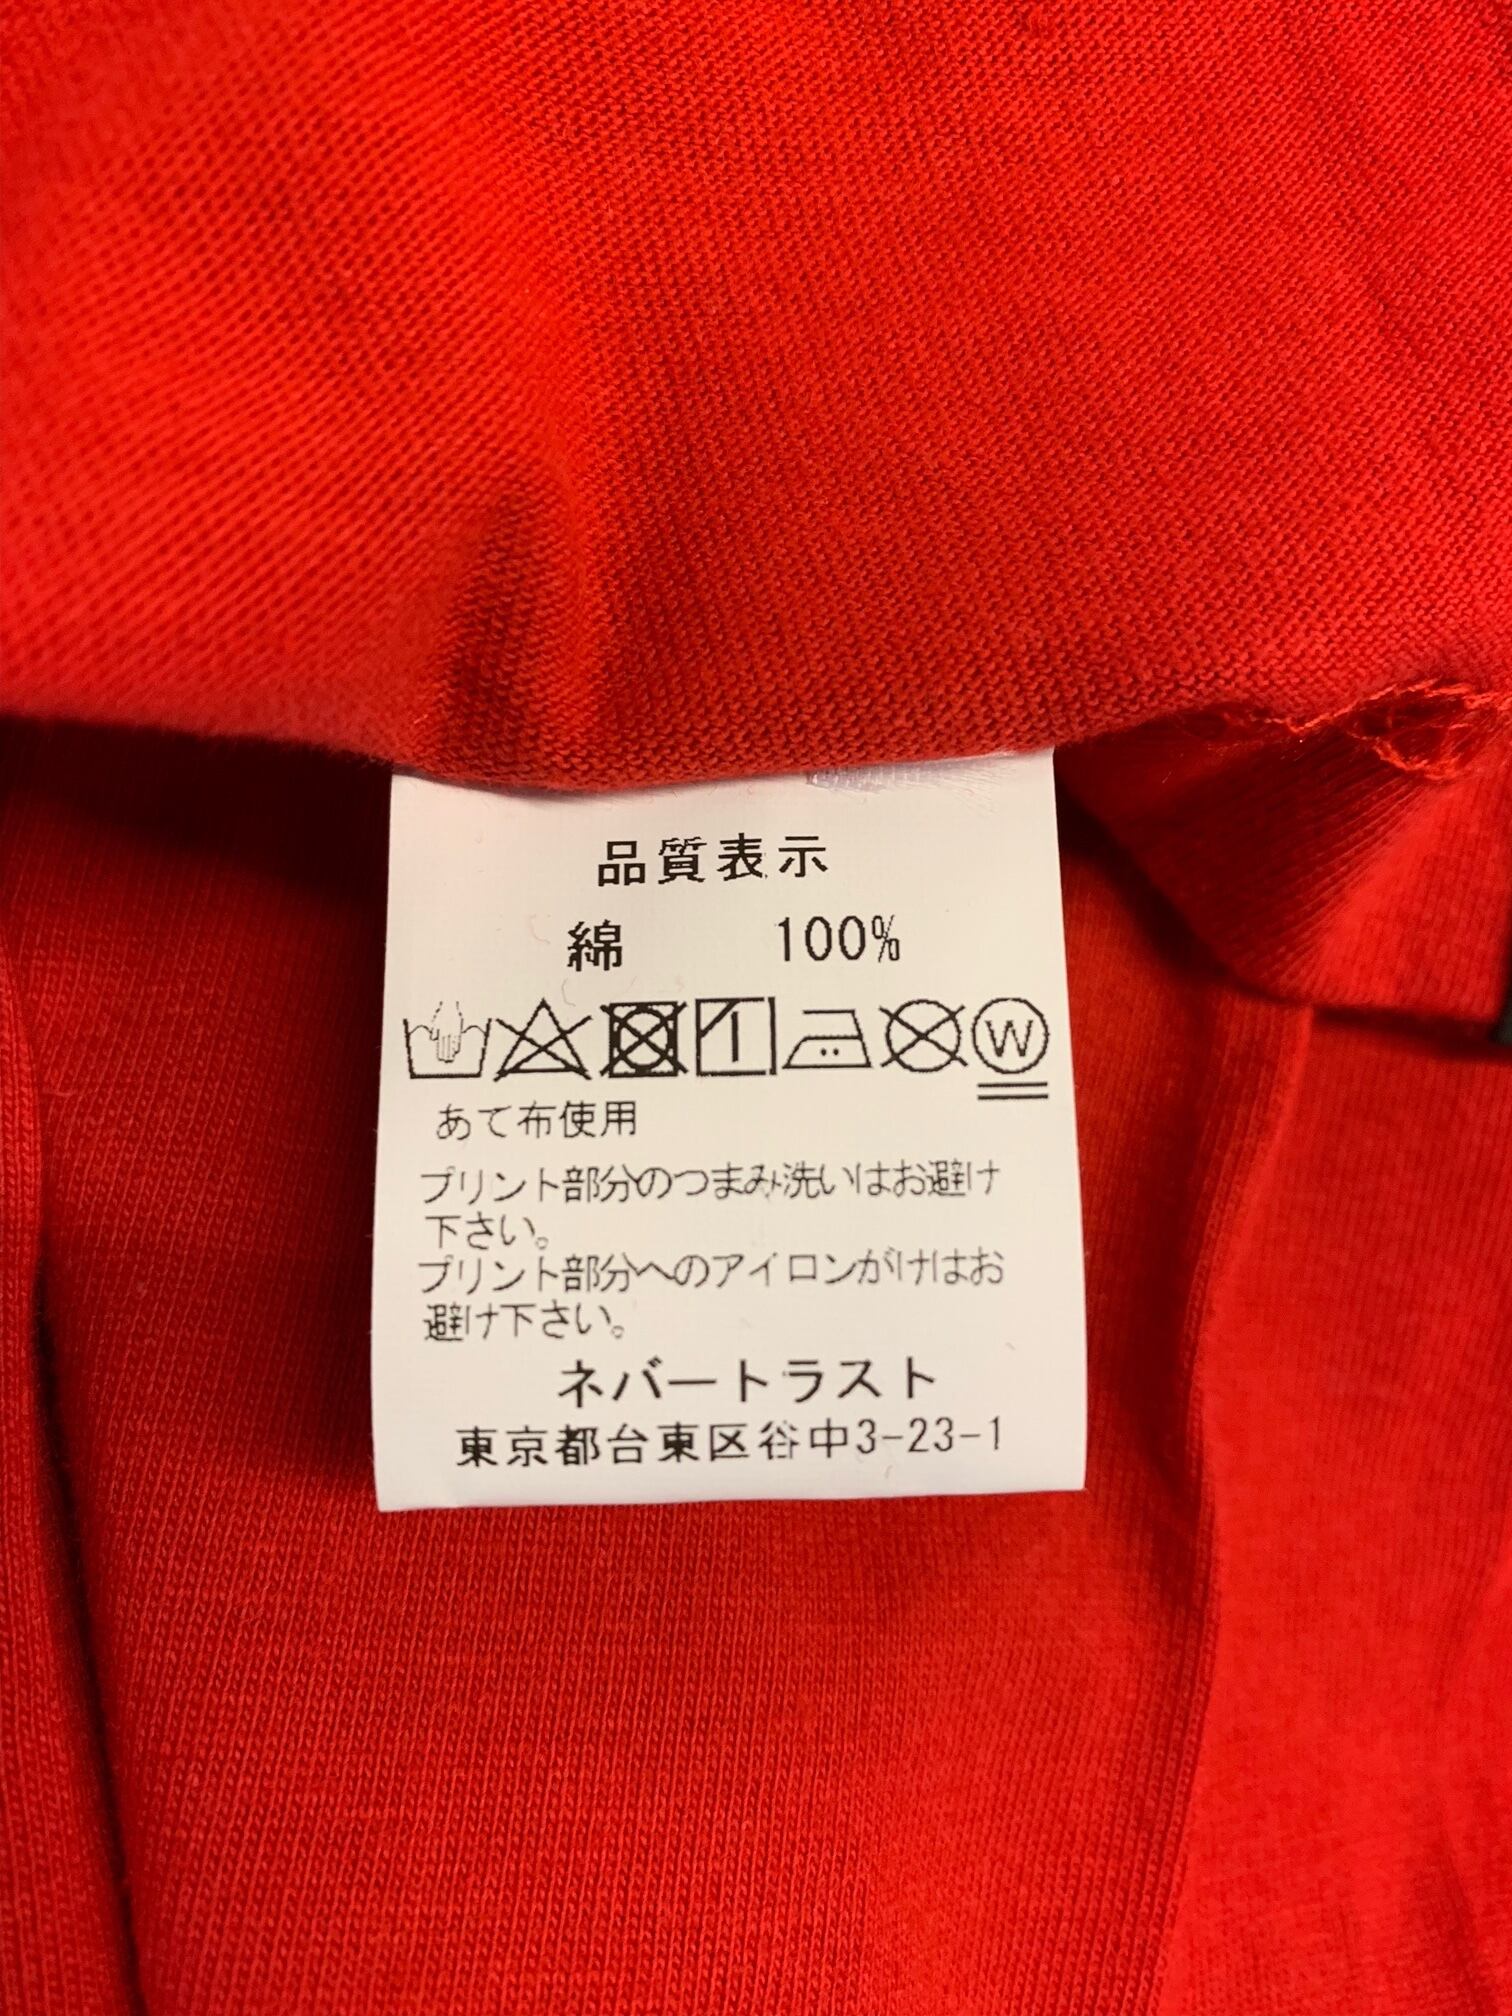 品質表示
綿 100%
W
あて布使用
プリント部分のつまみ洗いはお避け
下さい。
プリント部分へのアイロンがけはお
避け下さい。
ネバートラスト
東京都台東区谷中3-23-1